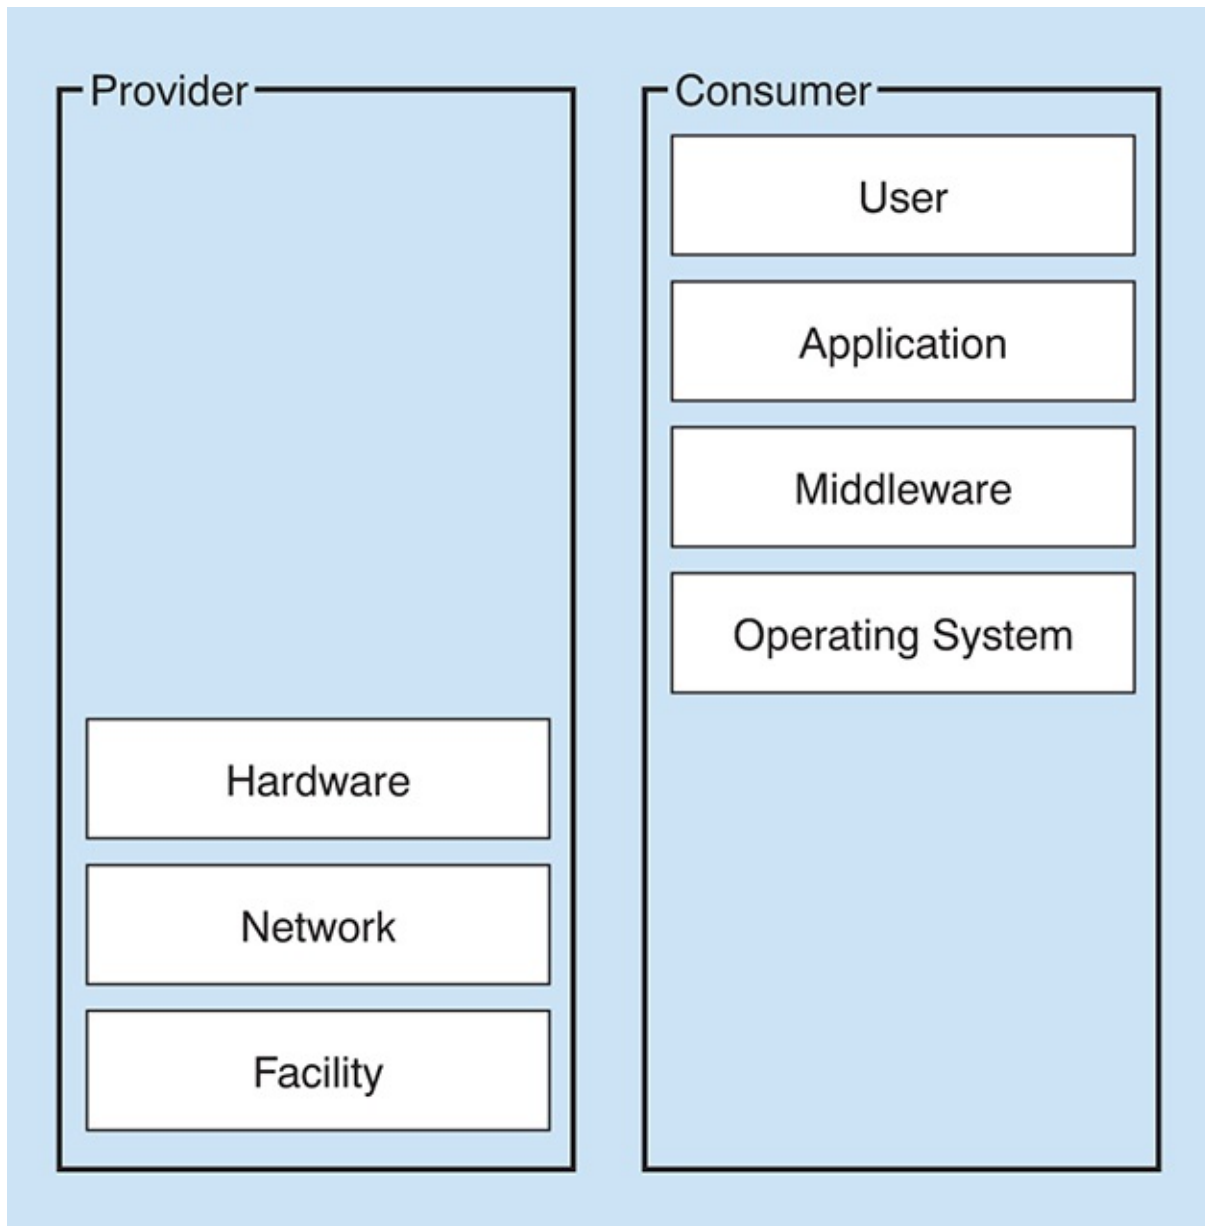 Provider
Hardware
Network
Facility
Consumer
User
Application
Middleware
Operating System